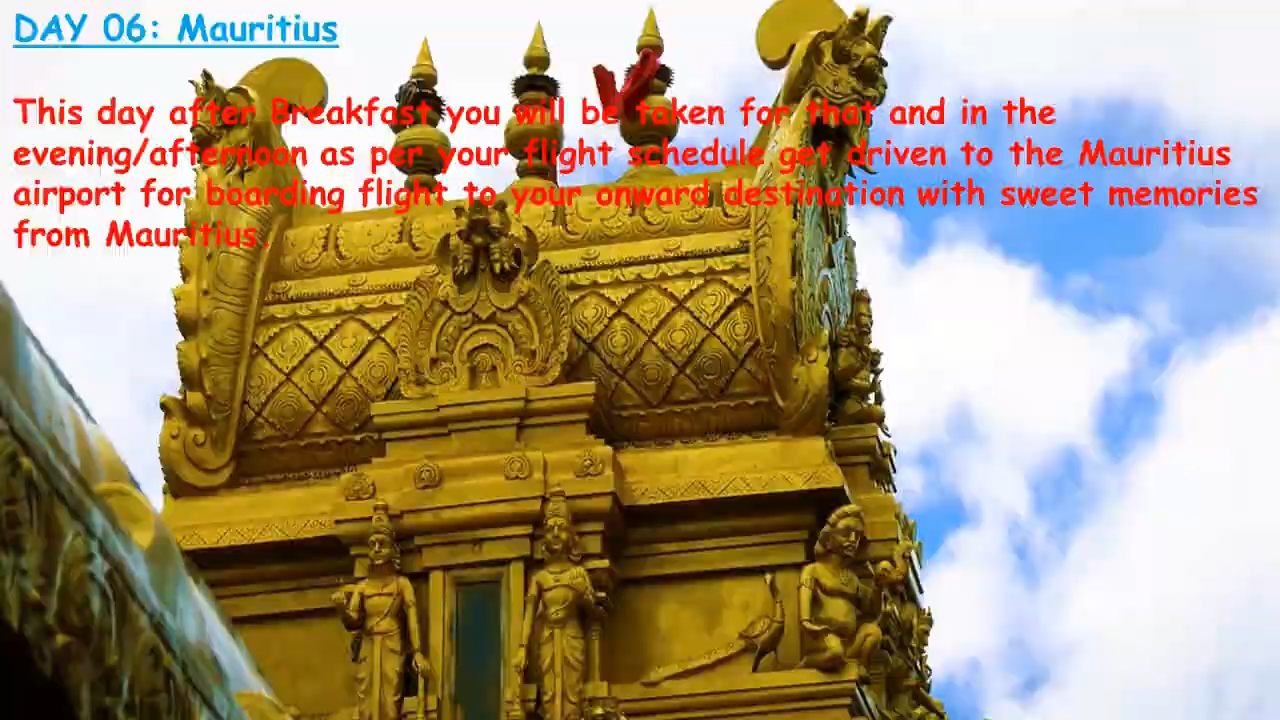 DAY 06: Mauritius
This day after Breakfast you will be taken for that and in the
evening/afternoon as per your flight schedule get driven to the Mauritius
airport for boarding flight to your onward destination with sweet memories
from Mauritius.